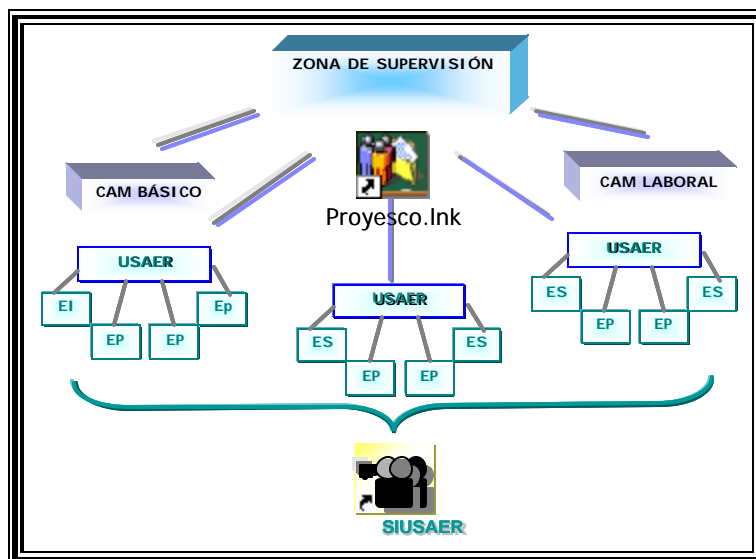 ZONA DE SUPERVISIÓN
CAM BÁSICO
CAM LABORAL
Proyesco.lnk
USAER
EI
EP
EP
Ep
USAER
ES
EP
EP
ES
USAER
ES
EP
EP
ES
SIUSAER